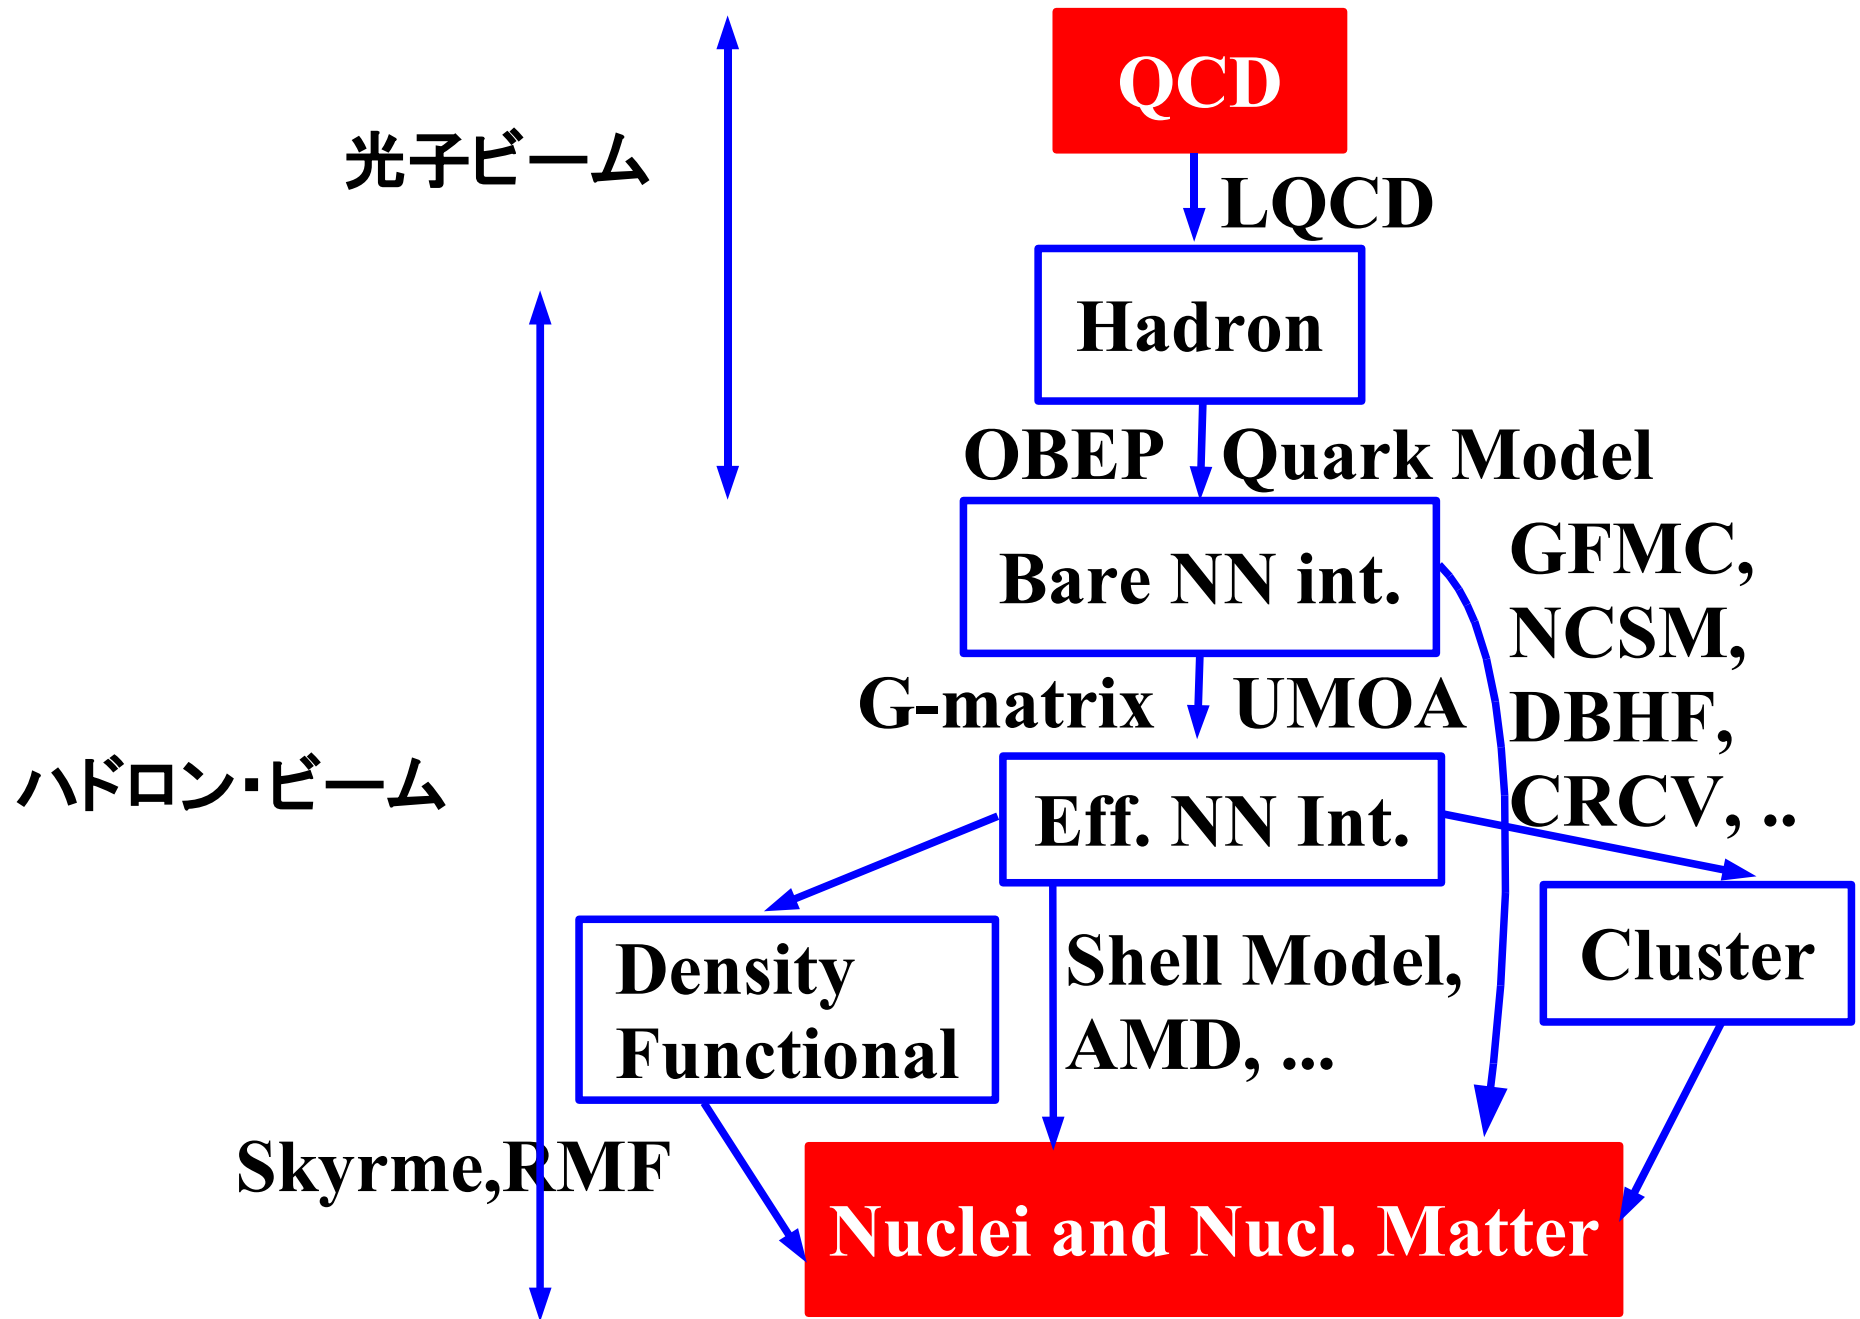 QCD
光子ビーム
LQCD
Hadron
OBEP
Quark Model
Bare NN int.
GFMC,
NCSM,
DBHF,
CRCV, ..
G-matrix
UMOA
ハドロン・ビーム
Eff. NN Int.
Density
Functional
Shell Model,
AMD, ...
Cluster
Skyrme,RMF
Nuclei and Nucl. Matter